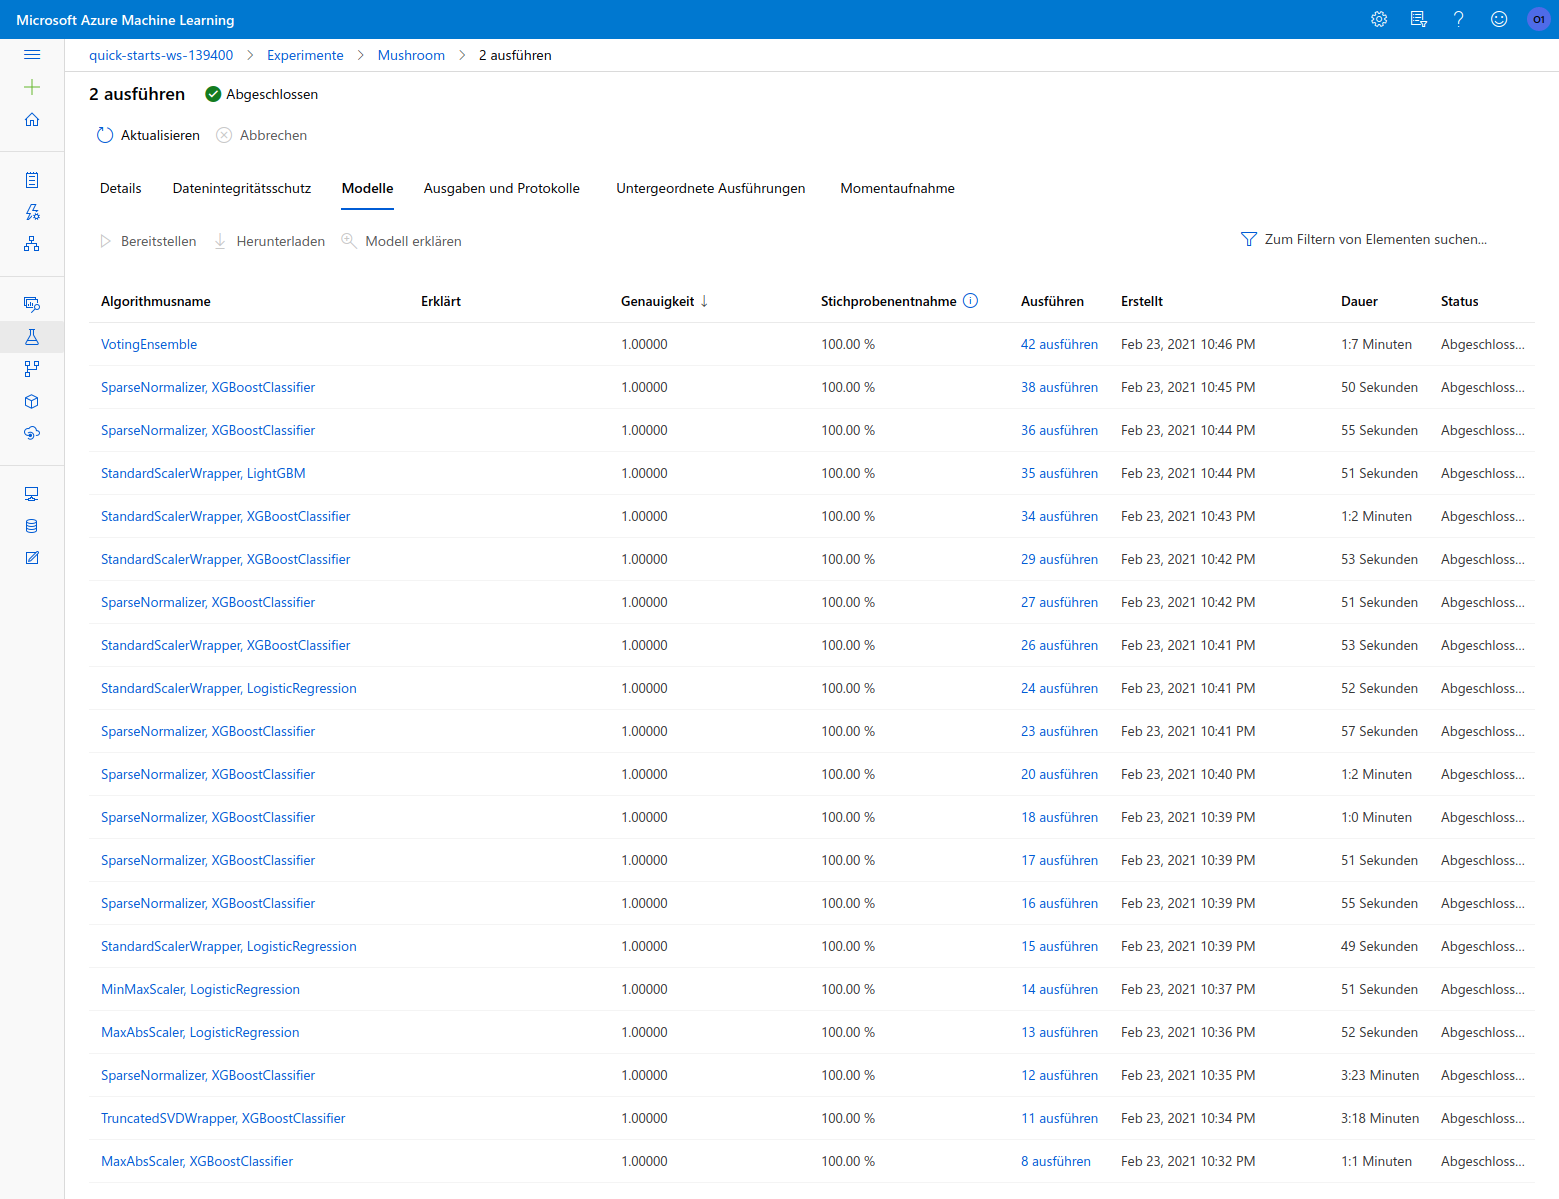 Microsoft Azure Machine Learning
O1
quick-starts-ws-139400 > Experimente > Mushroom > 2 ausführen
2 ausführen Abgeschlossen
Aktualisieren Abbrechen
Details Datenintegritätsschutz Modelle Ausgaben und Protokolle Untergeordnete Ausführungen Momentaufnahme
Bereitstellen Herunterladen Modell erklären Zum Filtern von Elementen suchen...
Algorithmusname Erklärt Genauigkeit ↓ Stichprobenentnahme Ausführen Erstellt Dauer Status
VotingEnsemble 1.00000 100.00 % 42 ausführen Feb 23, 2021 10:46 PM 1:7 Minuten Abgeschloss...
SparseNormalizer, XGBoostClassifier 1.00000 100.00 % 38 ausführen Feb 23, 2021 10:45 PM 50 Sekunden Abgeschloss...
SparseNormalizer, XGBoostClassifier 1.00000 100.00 % 36 ausführen Feb 23, 2021 10:44 PM 55 Sekunden Abgeschloss...
StandardScalerWrapper, LightGBM 1.00000 100.00 % 35 ausführen Feb 23, 2021 10:44 PM 51 Sekunden Abgeschloss...
StandardScalerWrapper, XGBoostClassifier 1.00000 100.00 % 34 ausführen Feb 23, 2021 10:43 PM 1:2 Minuten Abgeschloss...
StandardScalerWrapper, XGBoostClassifier 1.00000 100.00 % 29 ausführen Feb 23, 2021 10:42 PM 53 Sekunden Abgeschloss...
SparseNormalizer, XGBoostClassifier 1.00000 100.00 % 27 ausführen Feb 23, 2021 10:42 PM 51 Sekunden Abgeschloss...
StandardScalerWrapper, XGBoostClassifier 1.00000 100.00 % 26 ausführen Feb 23, 2021 10:41 PM 53 Sekunden Abgeschloss...
StandardScalerWrapper, LogisticRegression 1.00000 100.00 % 24 ausführen Feb 23, 2021 10:41 PM 52 Sekunden Abgeschloss...
SparseNormalizer, XGBoostClassifier 1.00000 100.00 % 23 ausführen Feb 23, 2021 10:41 PM 57 Sekunden Abgeschloss...
SparseNormalizer, XGBoostClassifier 1.00000 100.00 % 20 ausführen Feb 23, 2021 10:40 PM 1:2 Minuten Abgeschloss...
SparseNormalizer, XGBoostClassifier 1.00000 100.00 % 18 ausführen Feb 23, 2021 10:39 PM 1:0 Minuten Abgeschloss...
SparseNormalizer, XGBoostClassifier 1.00000 100.00 % 17 ausführen Feb 23, 2021 10:39 PM 51 Sekunden Abgeschloss...
SparseNormalizer, XGBoostClassifier 1.00000 100.00 % 16 ausführen Feb 23, 2021 10:39 PM 55 Sekunden Abgeschloss...
StandardScalerWrapper, LogisticRegression 1.00000 100.00 % 15 ausführen Feb 23, 2021 10:39 PM 49 Sekunden Abgeschloss...
MinMaxScaler, LogisticRegression 1.00000 100.00 % 14 ausführen Feb 23, 2021 10:37 PM 51 Sekunden Abgeschloss...
MaxAbsScaler, LogisticRegression 1.00000 100.00 % 13 ausführen Feb 23, 2021 10:36 PM 52 Sekunden Abgeschloss...
SparseNormalizer, XGBoostClassifier 1.00000 100.00 % 12 ausführen Feb 23, 2021 10:35 PM 3:23 Minuten Abgeschloss...
TruncatedSVDWrapper, XGBoostClassifier 1.00000 100.00 % 11 ausführen Feb 23, 2021 10:34 PM 3:18 Minuten Abgeschloss...
MaxAbsScaler, XGBoostClassifier 1.00000 100.00 % 8 ausführen Feb 23, 2021 10:32 PM 1:1 Minuten Abgeschloss...